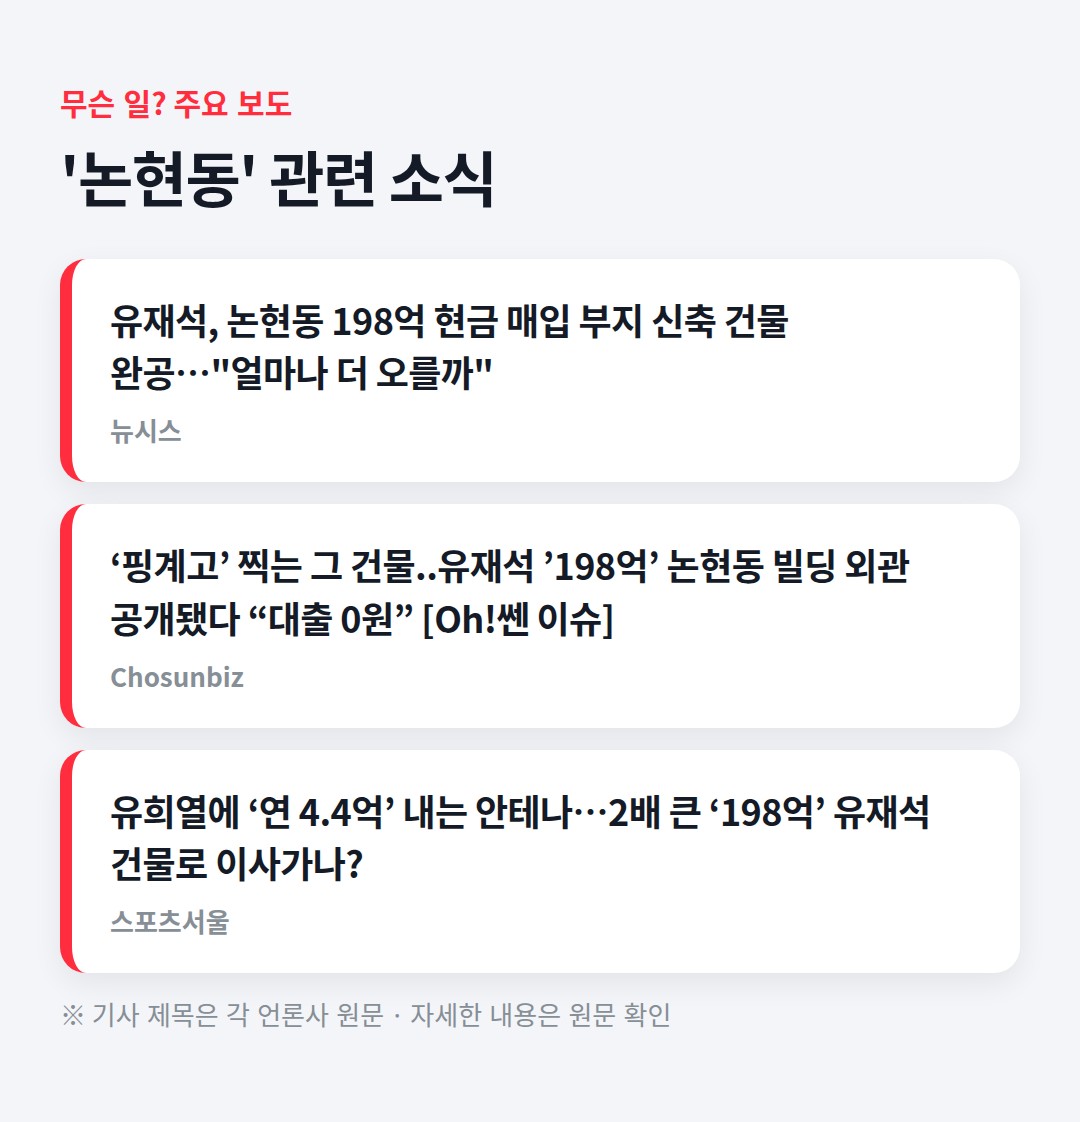 무슨 일? 주요 보도
'논현동' 관련 소식
유재석, 논현동 198억 현금 매입 부지 신축 건물
완공…"얼마나 더 오를까"
뉴시스
‘핑계고’ 찍는 그 건물..유재석 ’198억’ 논현동 빌딩 외관
공개됐다 “대출 0원” [Oh!쎈 이슈]
Chosunbiz
유희열에 ‘연 4.4억’ 내는 안테나…2배 큰 ‘198억’ 유재석
건물로 이사가나?
스포츠서울
※ 기사 제목은 각 언론사 원문 · 자세한 내용은 원문 확인